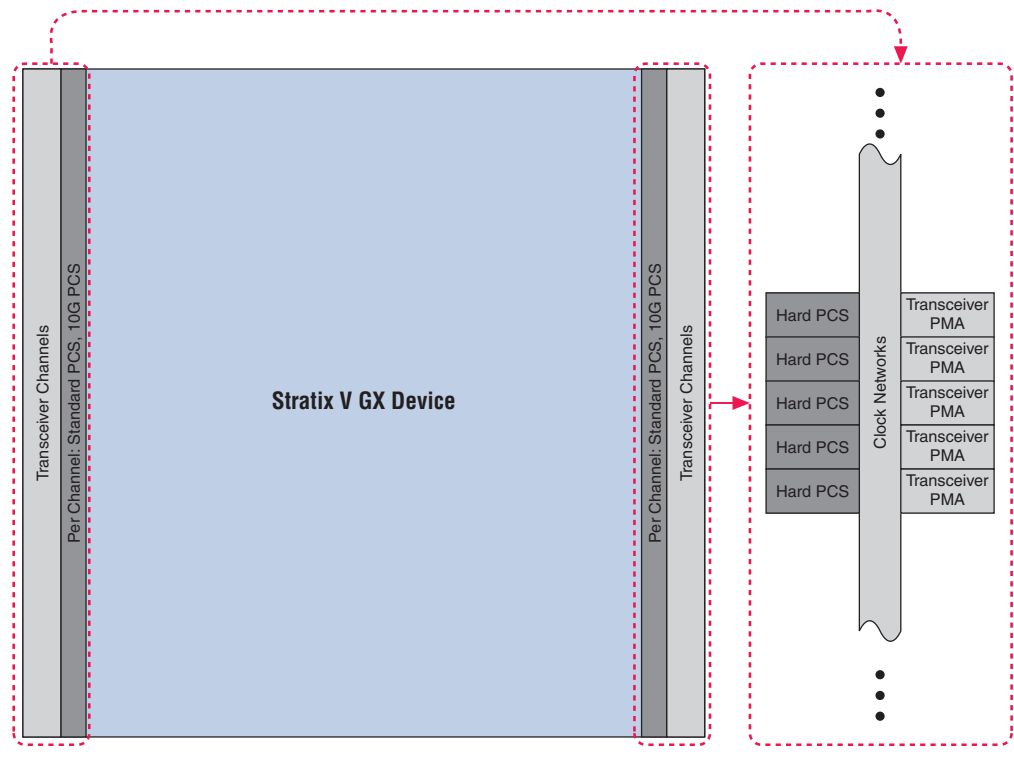 Transceiver Channels
Per Channel: Standard PCS, 10G PCS
Stratix V GX Device
Per Channel: Standard PCS, 10G PCS
Transceiver Channels
Hard PCS
Hard PCS
Hard PCS
Hard PCS
Hard PCS
Clock Networks
Transceiver
PMA
Transceiver
PMA
Transceiver
PMA
Transceiver
PMA
Transceiver
PMA